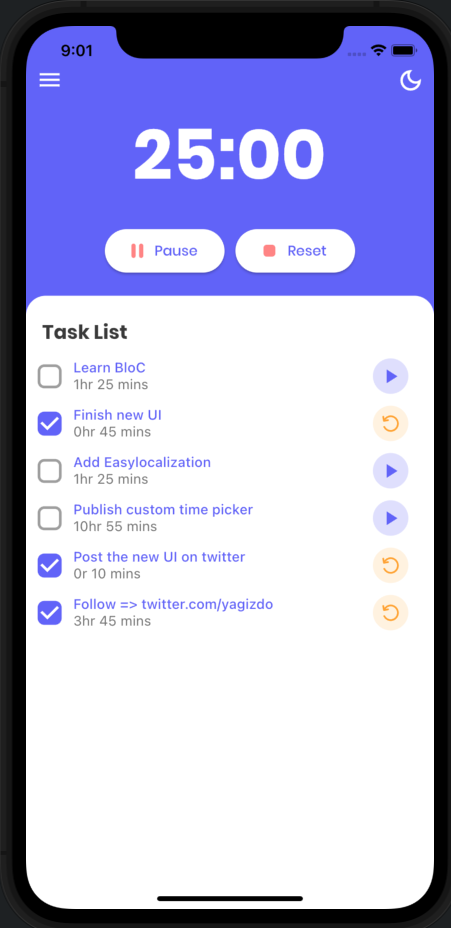 9:01
25:00
Pause
Reset
Task List
Learn BloC
1hr 25 mins
Finish new UI
0hr 45 mins
Add Easylocalization
1hr 25 mins
Publish custom time picker
10hr 55 mins
Post the new UI on twitter
0r 10 mins
Follow => twitter.com/yagizdo
3hr 45 mins